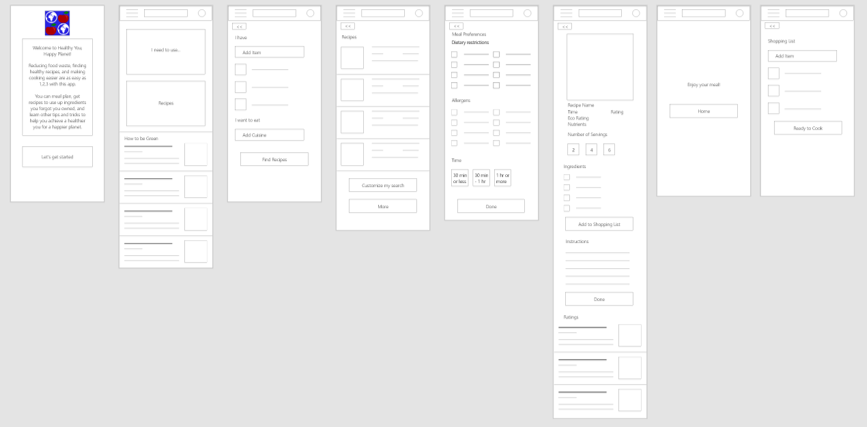 Welcome to Healthy You,
Happy Planet!
Reducing food waste, finding
healthy recipes, and making
cooking easier are as easy as
1,2,3 with this app.
You can meal plan, get
recipes to use up ingredients
you forgot you owned, and
learn other tips and tricks to
help you achieve a healthier
you for a happier planet.
Let's get started
I need to use...
Recipes
How to be Green
<<
I have
Add Item
I want to eat
Add Cuisine
Find Recipes
<<
Recipes
Customize my search
More
<<
Meal Preferences
Dietary restrictions
Allergens
Time
30 min
or less
30 min
- 1 hr
1 hr or
more
Done
<<
Recipe Name
Time
Rating
Eco Rating
Nutrients
Number of Servings
2
4
6
Ingredients
Add to Shopping List
Instructions
Done
Ratings
Enjoy your meal!
Home
<<
Shopping List
Add Item
Ready to Cook